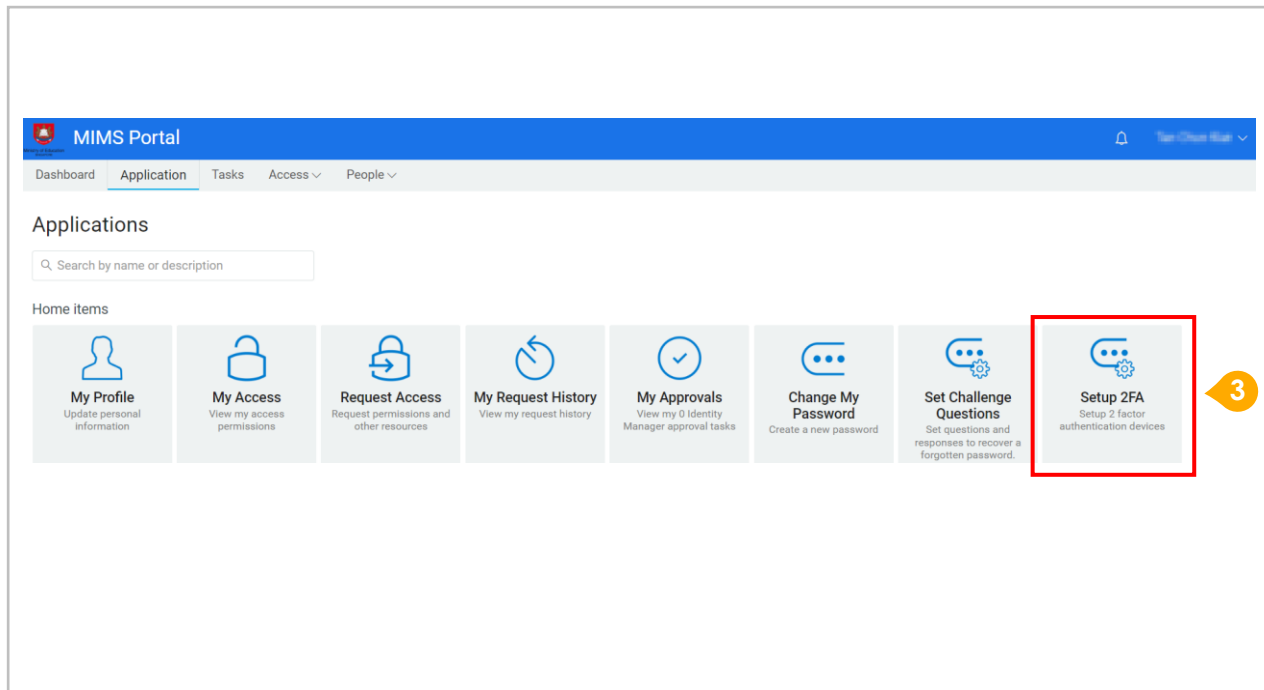 MIMS Portal
Dashboard Application Tasks Access People
Applications
Search by name or description
Home items
My Profile
Update personal
information
My Access
View my access
permissions
Request Access
Request permissions and
other resources
My Request History
View my request history
My Approvals
View my 0 Identity
Manager approval tasks
Change My
Password
Create a new password
Set Challenge
Questions
Set questions and
responses to recover a
forgotten password.
Setup 2FA
Setup 2 factor
authentication devices
3